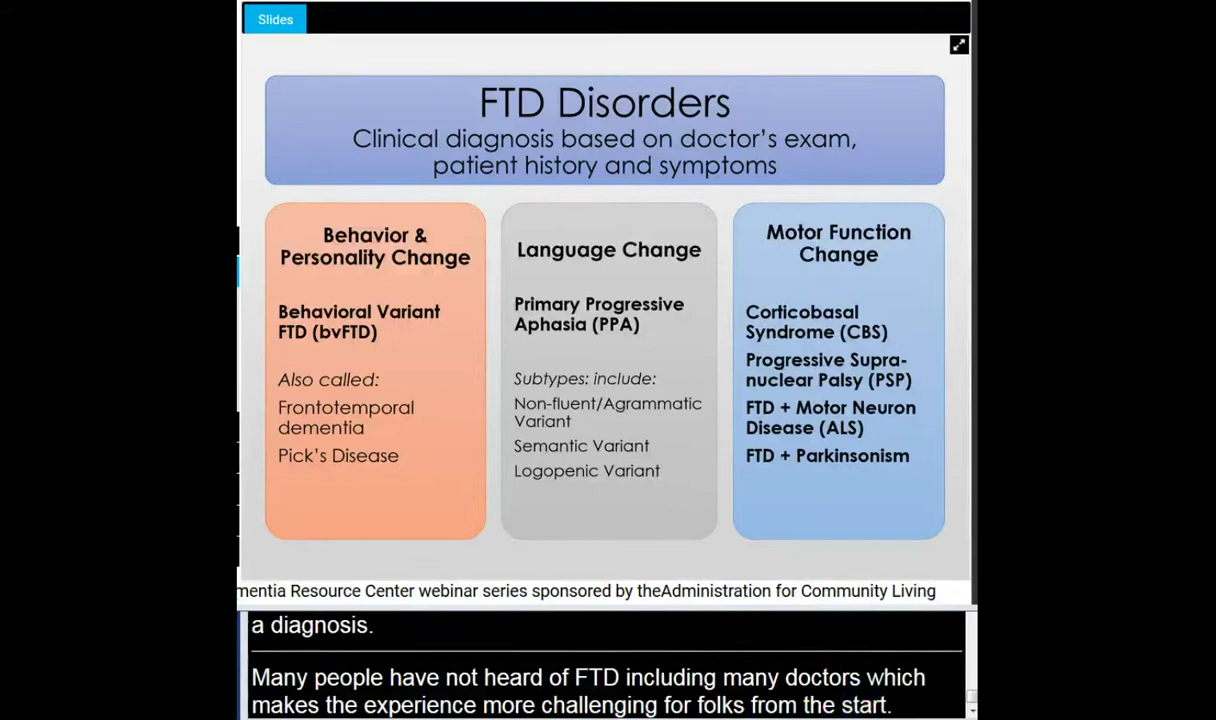 Slides
FTD Disorders
Clinical diagnosis based on doctor's exam,
patient history and symptoms
Behavior &
Personality Change
Behavioral Variant
FTD (bvFTD)
Also called:
Frontotemporal
dementia
Pick's Disease
Language Change
Primary Progressive
Aphasia (PPA)
Subtypes: include:
Non-fluent/Agrammatic
Variant
Semantic Variant
Logopenic Variant
Motor Function
Change
Corticobasal
Syndrome (CBS)
Progressive Supra-
nuclear Palsy (PSP)
FTD + Motor Neuron
Disease (ALS)
FTD + Parkinsonism
mentia Resource Center webinar series sponsored by theAdministration for Community Living
a diagnosis.
Many people have not heard of FTD including many doctors which
makes the experience more challenging for folks from the start.